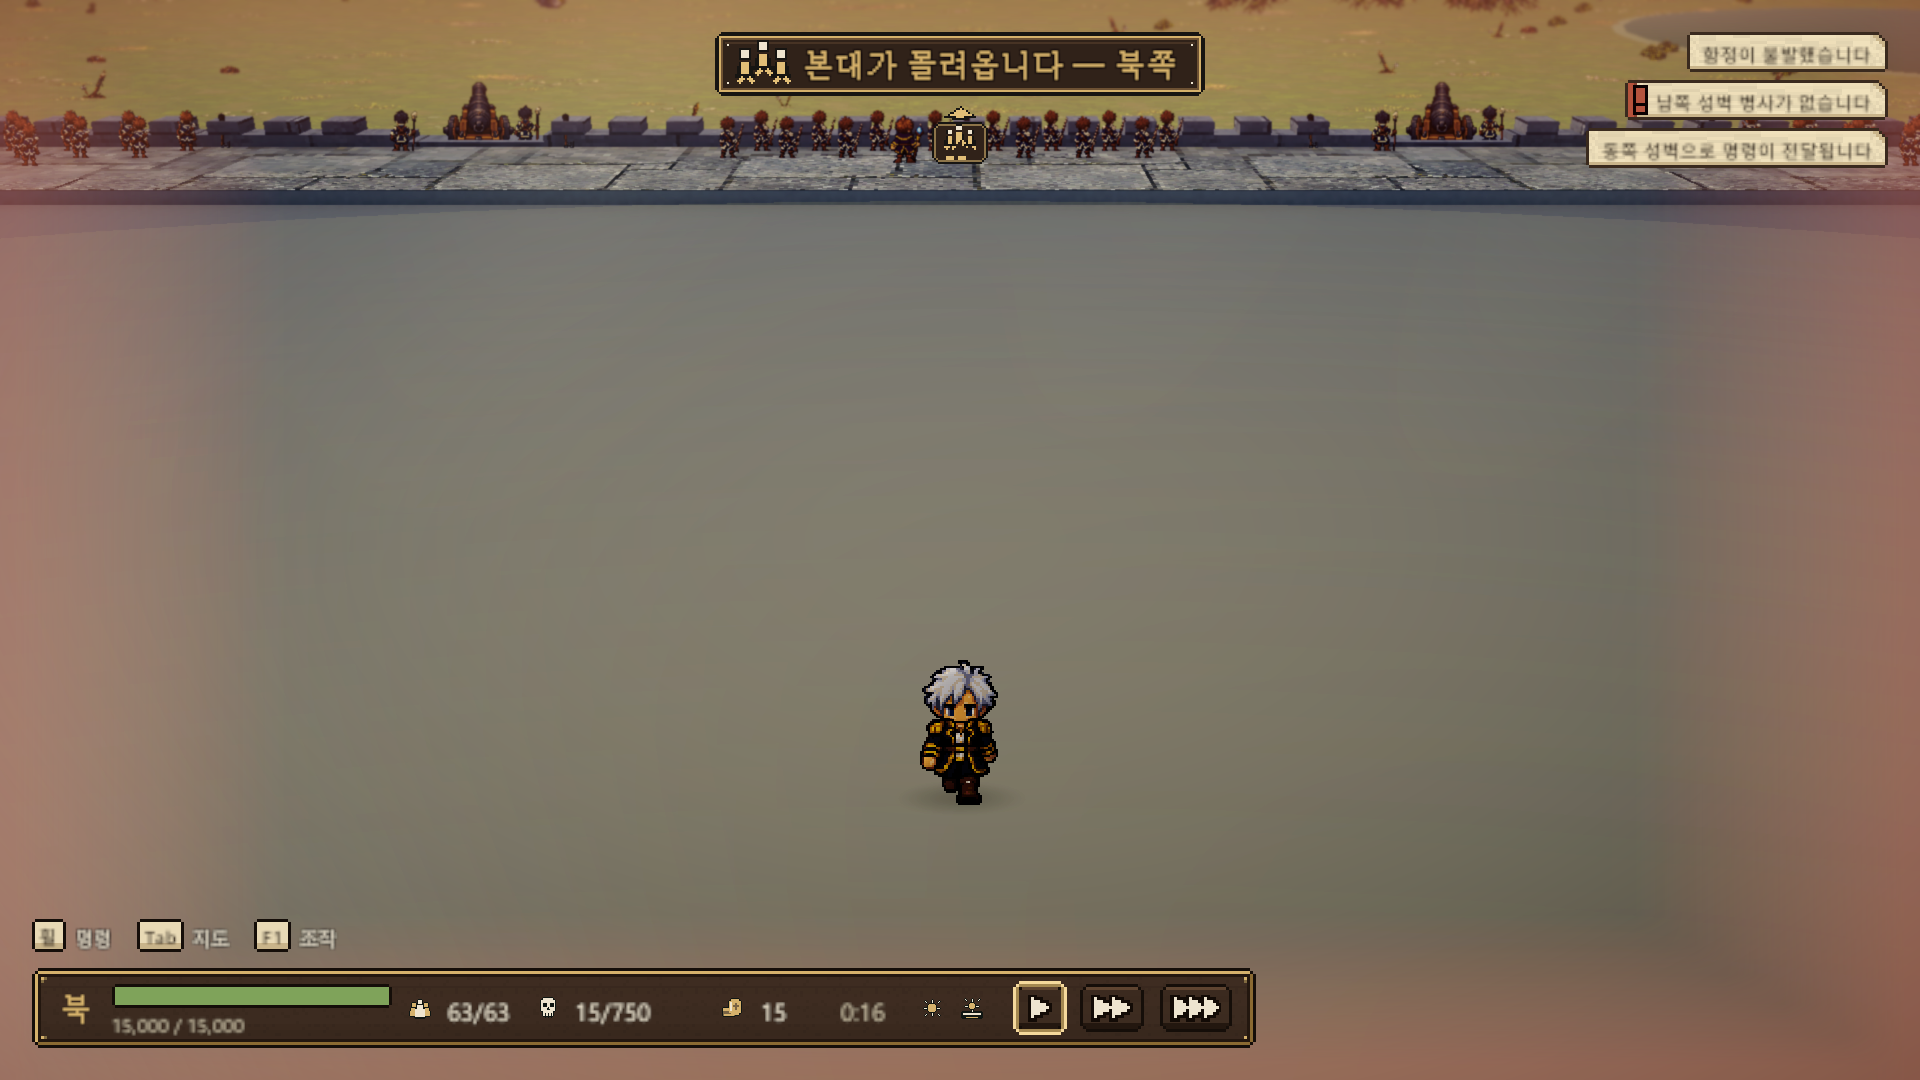 본대가 몰려옵니다 — 북쪽
함정이 불발했습니다
남쪽 성벽 병사가 없습니다
동쪽 성벽으로 명령이 전달됩니다
휠 명령 Tab 지도 F1 조작
북 15,000 / 15,000 63/63 15/750 15 0:16